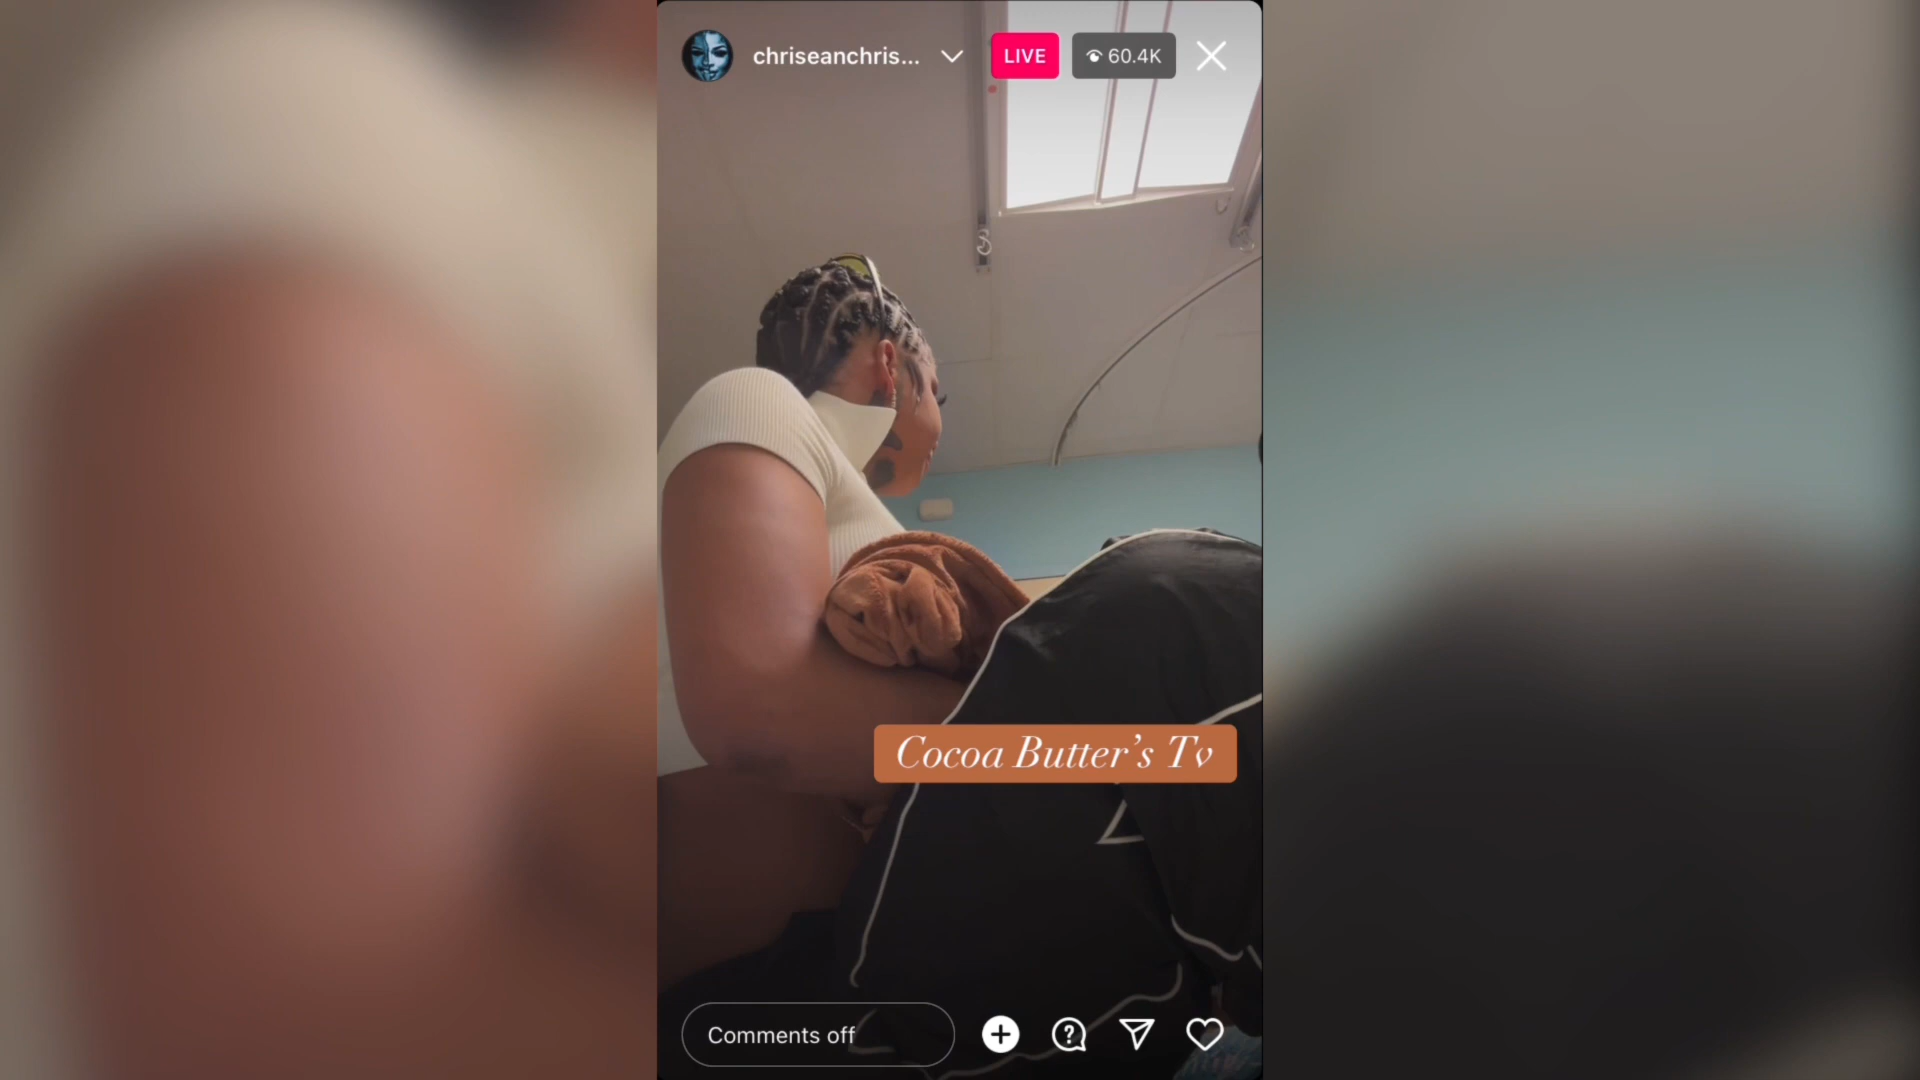 chriseanchris...
LIVE
60.4K
Cocoa Butter's Tv
Comments off